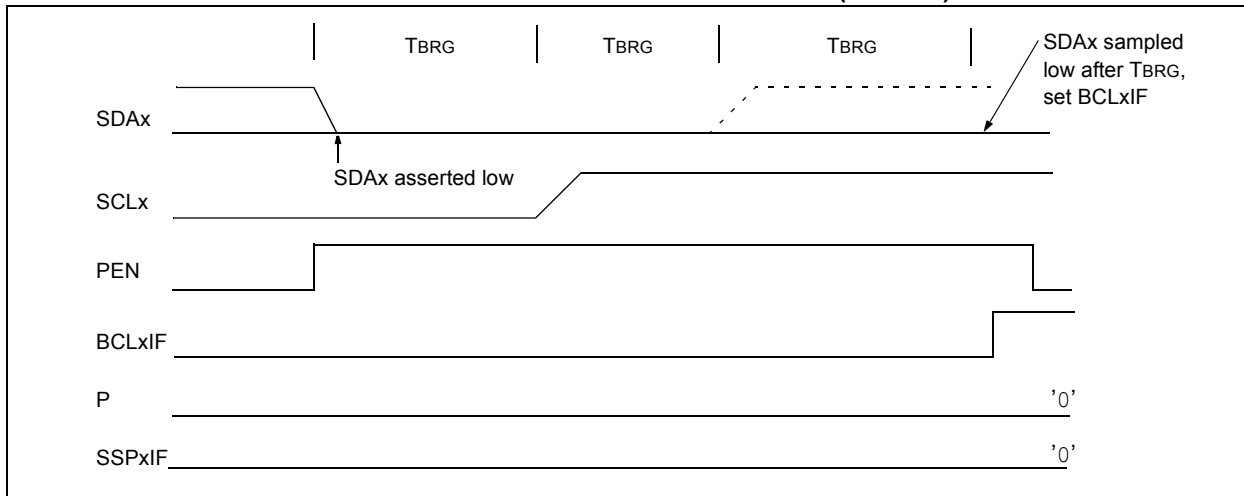 TBRG TBRG TBRG
SDAx sampled
low after TBRG,
set BCLxIF
SDAx
SDAx asserted low
SCLx
PEN
BCLxIF
P '0'
SSPxIF '0'